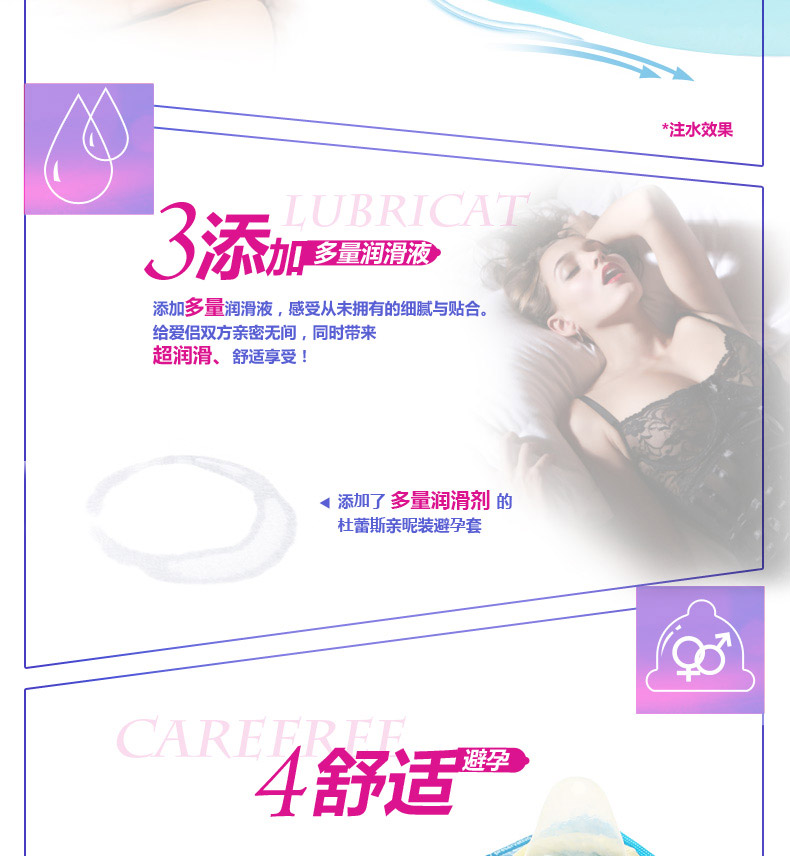 *注水效果
LUBRICAT
3添加 多量润滑液
添加多量润滑液，感受从未拥有的细腻与贴合。
给爱侣双方亲密无间，同时带来
超润滑、舒适享受！
添加了 多量润滑剂 的
杜蕾斯亲昵装避孕套
CAREFREE
4舒适 避孕